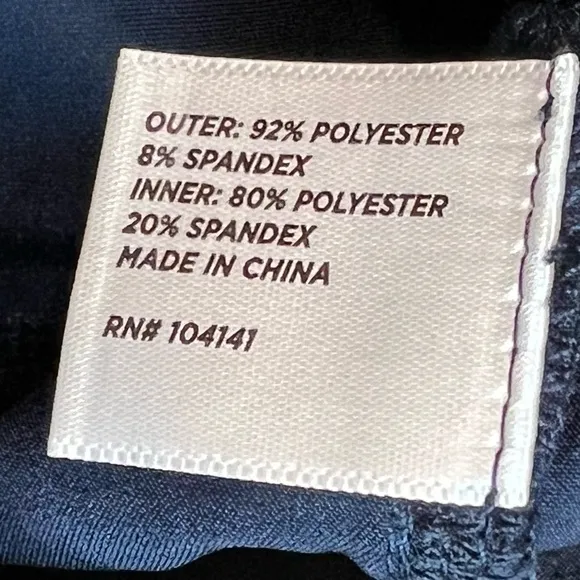 OUTER: 92% POLYESTER
8% SPANDEX
INNER: 80% POLYESTER
20% SPANDEX
MADE IN CHINA
RN# 104141